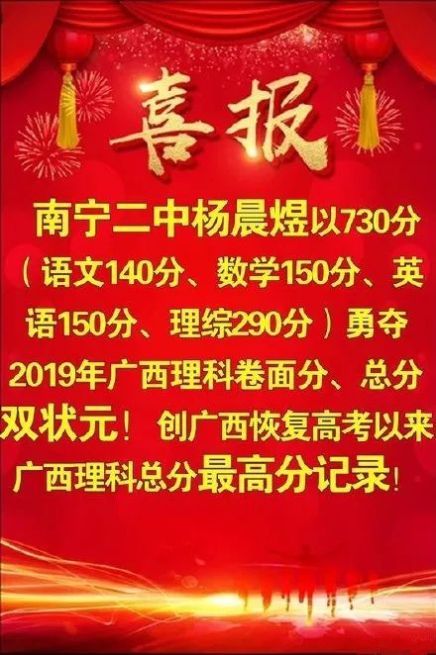 喜报
南宁二中杨晨煜以730分
（语文140分、数学150分、英
语150分、理综290分）勇夺
2019年广西理科卷面分、总分
双状元！创广西恢复高考以来
广西理科总分最高分记录！